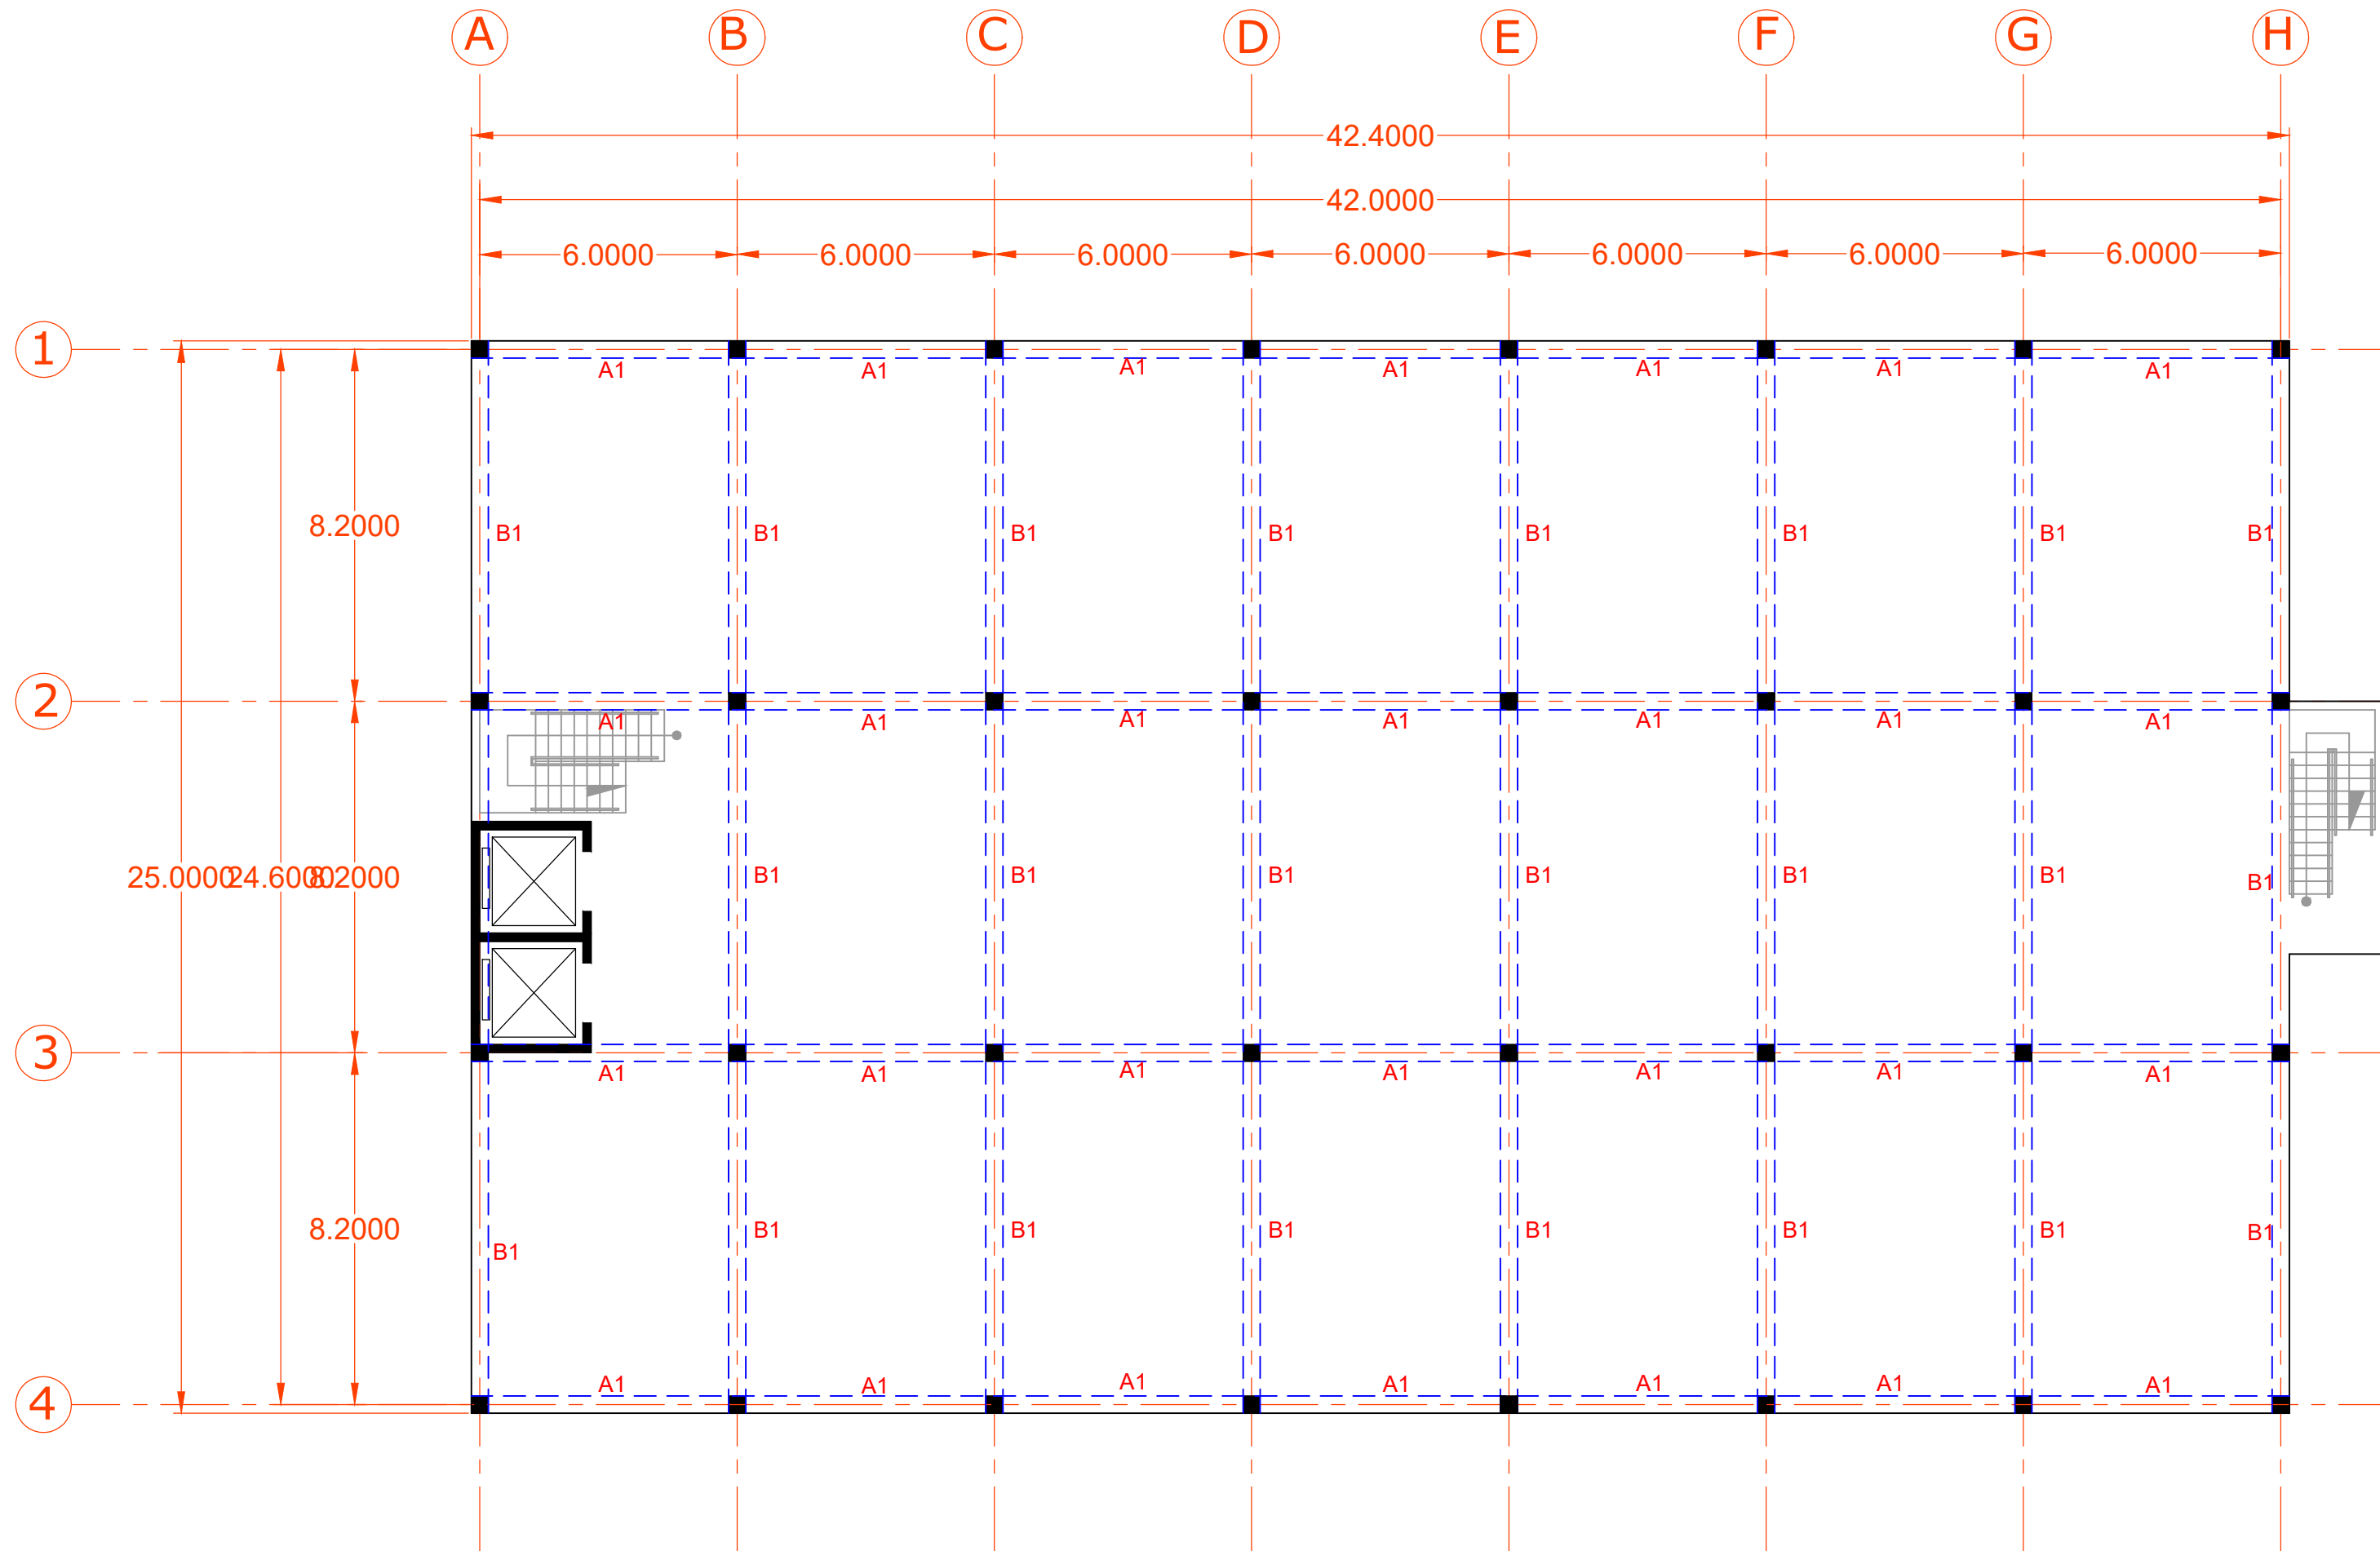 A B C D E F G H
42.4000
42.0000
6.0000 6.0000 6.0000 6.0000 6.0000 6.0000 6.0000
1
A1 A1 A1 A1 A1 A1 A1
8.2000
B1 B1 B1 B1 B1 B1 B1 B1
2
A1 A1 A1 A1 A1 A1 A1
25.0000 24.6000 8.2000
B1 B1 B1 B1 B1 B1 B1
3
A1 A1 A1 A1 A1 A1 A1
8.2000
B1 B1 B1 B1 B1 B1 B1 B1
A1 A1 A1 A1 A1 A1 A1
4